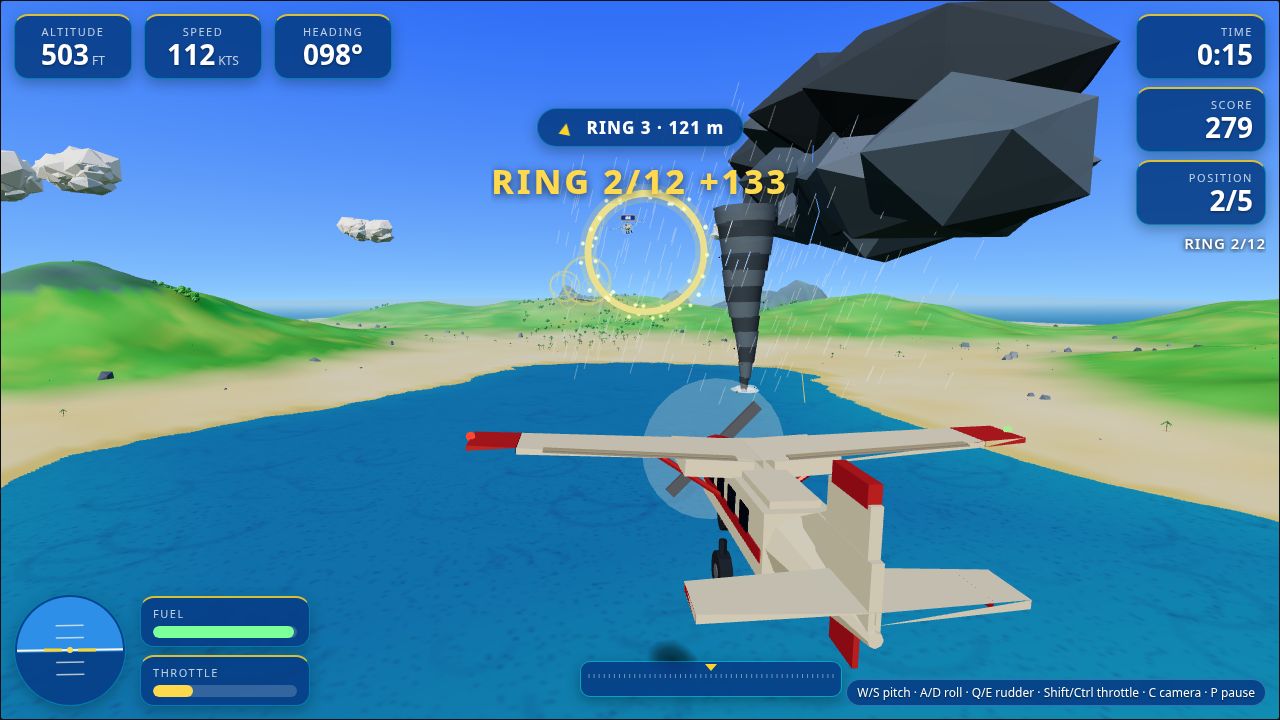 ALTITUDE
503 FT
SPEED
112 KTS
HEADING
098°
TIME
0:15
SCORE
279
POSITION
2/5
RING 2/12
▲ RING 3 · 121 m
RING 2/12 +133
FUEL
THROTTLE
W/S pitch · A/D roll · Q/E rudder · Shift/Ctrl throttle · C camera · P pause